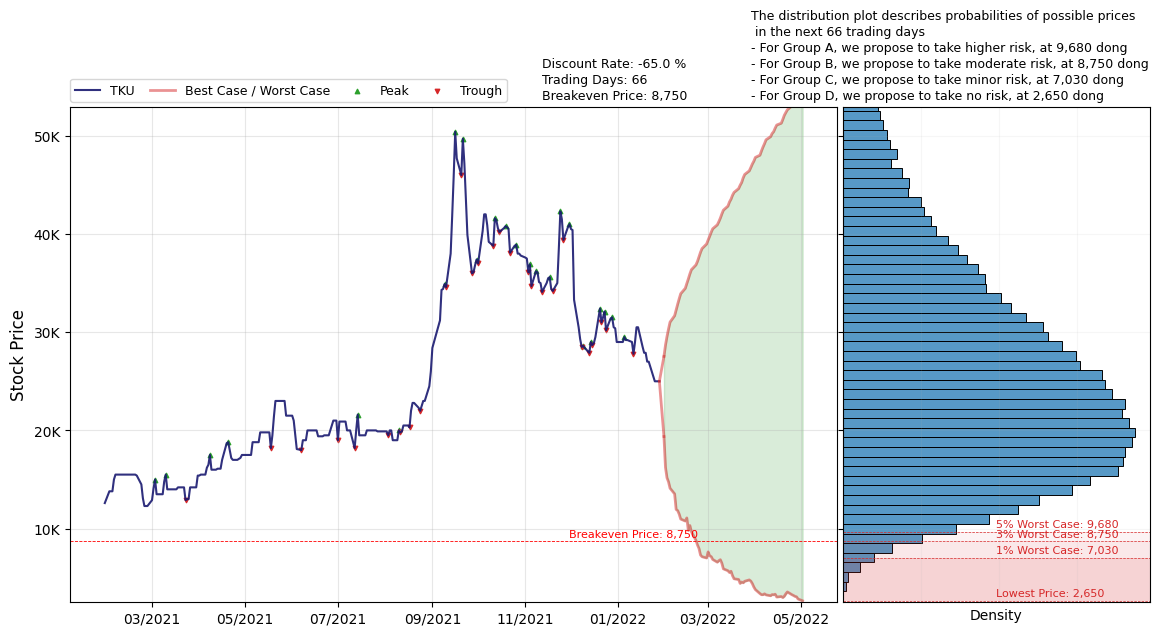 The distribution plot describes probabilities of possible prices
in the next 66 trading days
- For Group A, we propose to take higher risk, at 9,680 dong
- For Group B, we propose to take moderate risk, at 8,750 dong
- For Group C, we propose to take minor risk, at 7,030 dong
- For Group D, we propose to take no risk, at 2,650 dong
Discount Rate: -65.0 %
Trading Days: 66
Breakeven Price: 8,750
TKU
Best Case / Worst Case
Peak
Trough
Stock Price
50K
40K
30K
20K
10K
Breakeven Price: 8,750
03/2021
05/2021
07/2021
09/2021
11/2021
01/2022
03/2022
05/2022
5% Worst Case: 9,680
3% Worst Case: 8,750
1% Worst Case: 7,030
Lowest Price: 2,650
Density